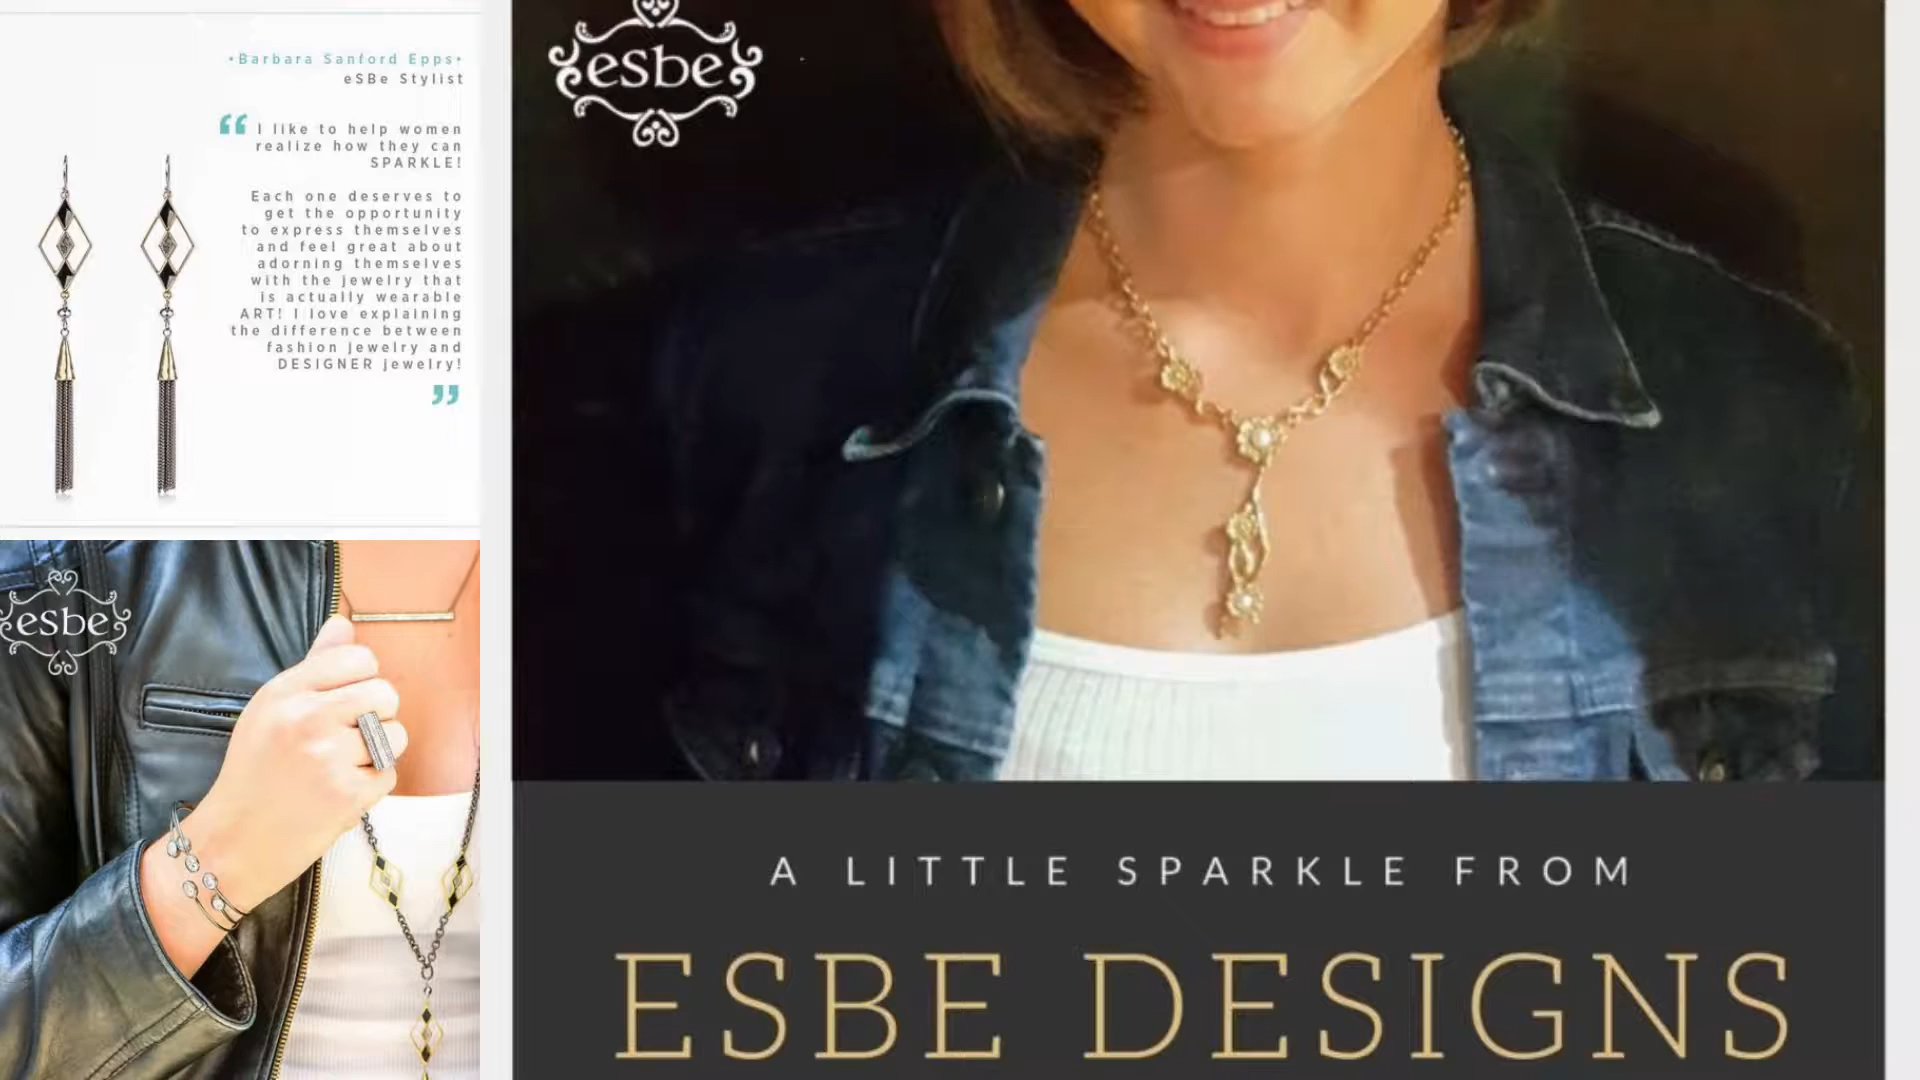 •Barbara Sanford Epps•
eSBe Stylist
“ I like to help women
realize how they can
SPARKLE!
Each one deserves to
get the opportunity
to express themselves
and feel great about
adorning themselves
with the jewelry that
is actually wearable
ART! I love explaining
the difference between
fashion jewelry and
DESIGNER jewelry!
”
esbe
esbe
A LITTLE SPARKLE FROM
ESBE DESIGNS